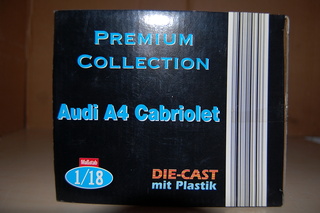 PREMIUM
COLLECTION
Audi A4 Cabriolet
Maßstab
1/18
DIE-CAST
mit Plastik